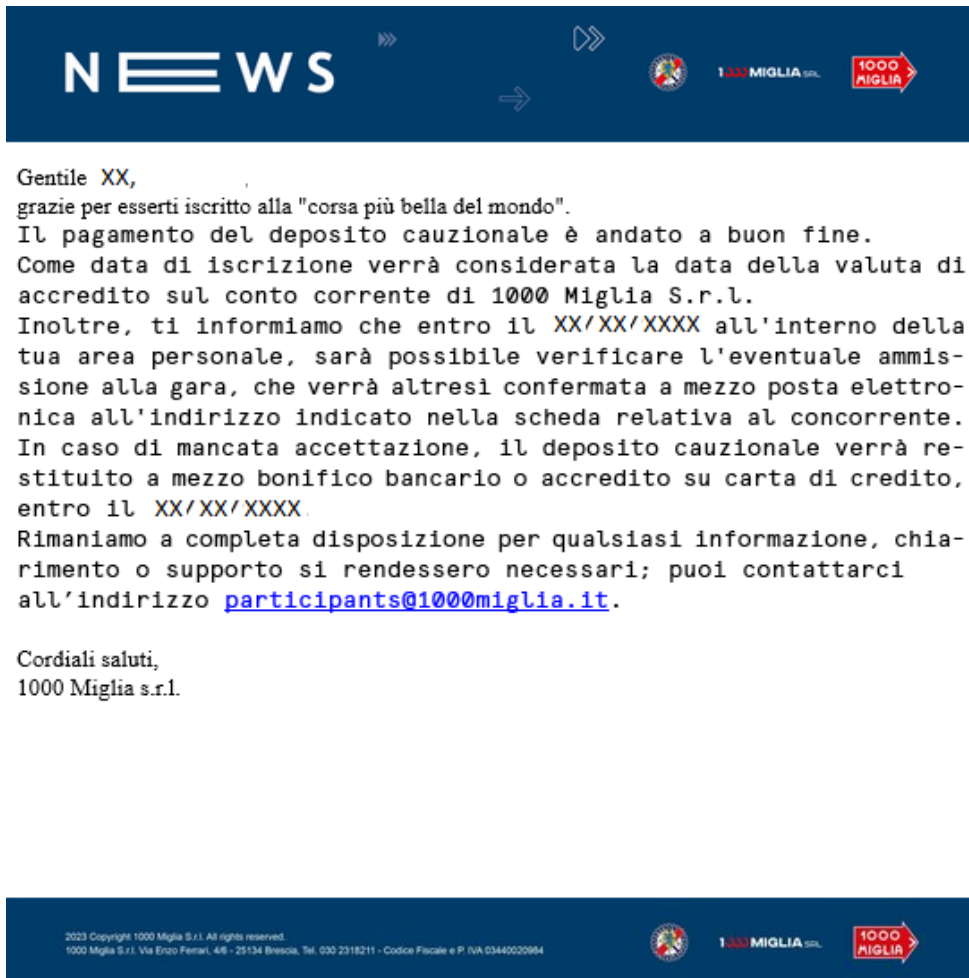 NEWS
1000 MIGLIA SRL
1000
MIGLIA
Gentile XX,
grazie per esserti iscritto alla "corsa più bella del mondo".
Il pagamento del deposito cauzionale è andato a buon fine.
Come data di iscrizione verrà considerata la data della valuta di
accredito sul conto corrente di 1000 Miglia S.r.l.
Inoltre, ti informiamo che entro il XX/XX/XXXX all'interno della
tua area personale, sarà possibile verificare l'eventuale ammis-
sione alla gara, che verrà altresì confermata a mezzo posta elettro-
nica all'indirizzo indicato nella scheda relativa al concorrente.
In caso di mancata accettazione, il deposito cauzionale verrà re-
stituito a mezzo bonifico bancario o accredito su carta di credito,
entro il XX/XX/XXXX
Rimaniamo a completa disposizione per qualsiasi informazione, chia-
rimento o supporto si rendessero necessari; puoi contattarci
all’indirizzo participants@1000miglia.it.
Cordiali saluti,
1000 Miglia s.r.l.
2023 Copyright 1000 Miglia S.r.l. All rights reserved.
1000 Miglia S.r.l. Via Enzo Ferrari, 4/6 - 25134 Brescia, Tel. 030 2318211 - Codice Fiscale e P. IVA 03440020984
1000 MIGLIA SRL
1000
MIGLIA